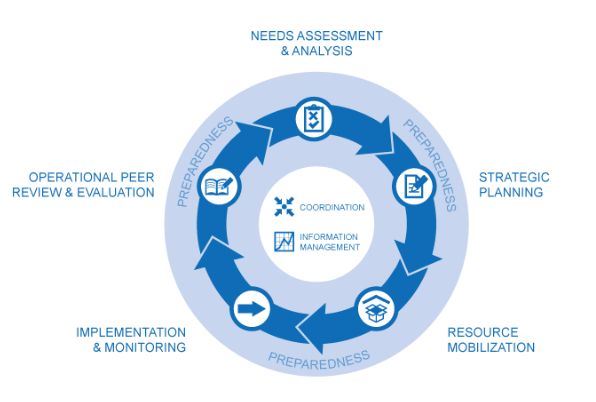 NEEDS ASSESSMENT
& ANALYSIS
PREPAREDNESS
PREPAREDNESS
OPERATIONAL PEER
REVIEW & EVALUATION
STRATEGIC
PLANNING
COORDINATION
INFORMATION
MANAGEMENT
IMPLEMENTATION
& MONITORING
RESOURCE
MOBILIZATION
PREPAREDNESS